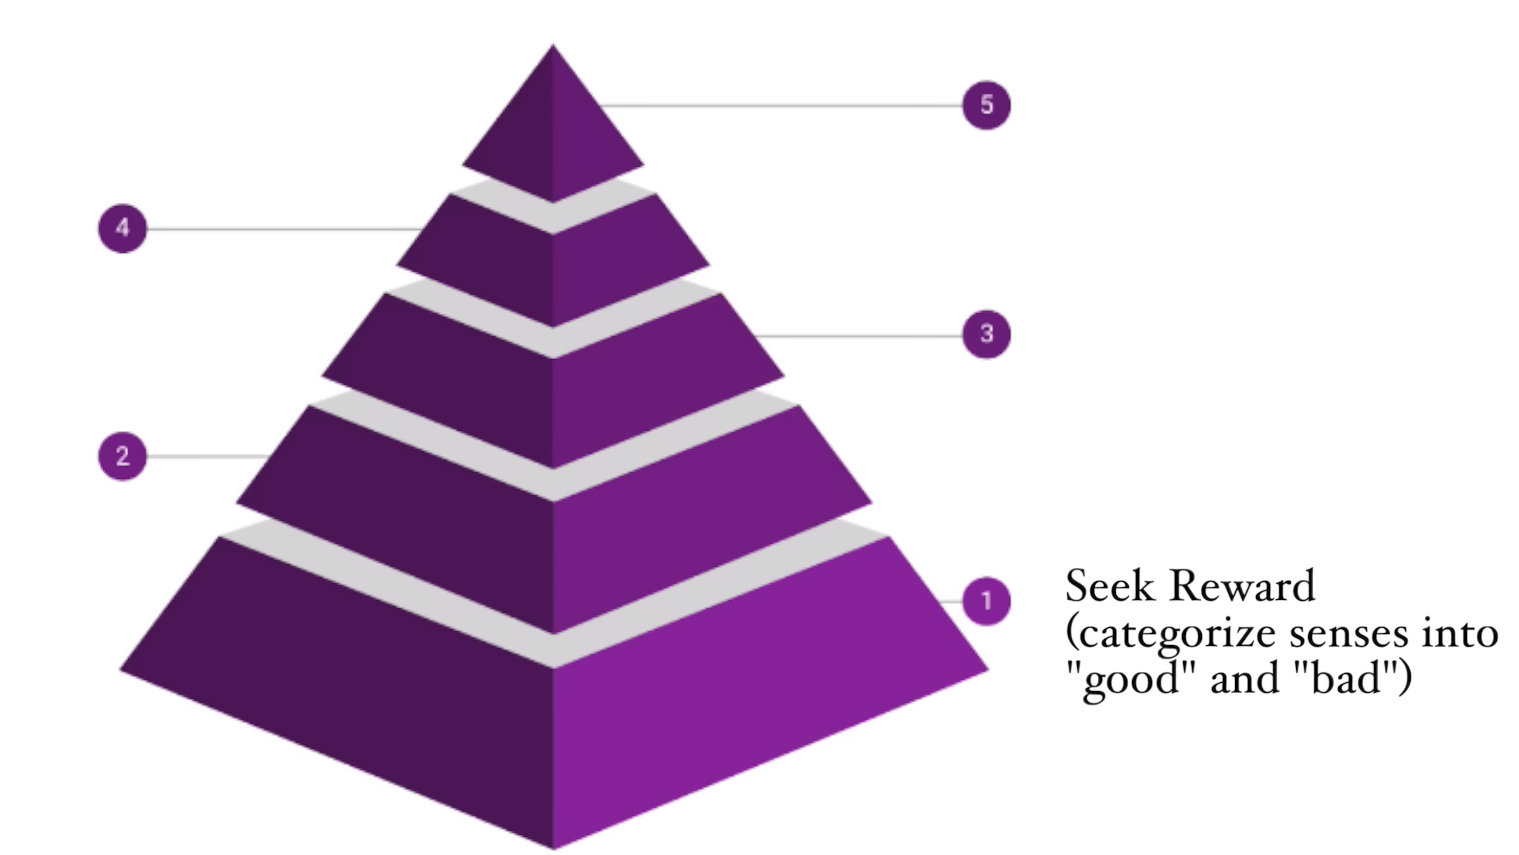 5
4
3
2
1
Seek Reward
(categorize senses into
"good" and "bad")